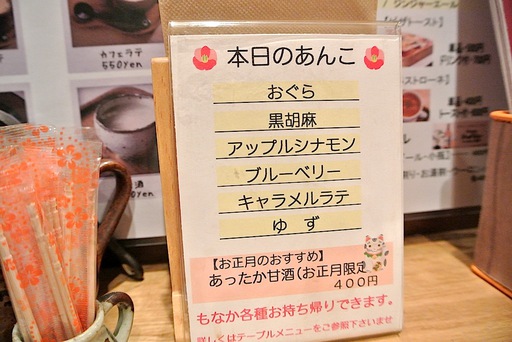 カフェラテ
550yen
本日のあんこ
おぐら
黒胡麻
アップルシナモン
ブルーベリー
キャラメルラテ
ゆず
【お正月のおすすめ】
あったか甘酒(お正月限定
400円
もなか各種お持ち帰りできます。
詳しくはテーブルメニューをご参照下さいませ